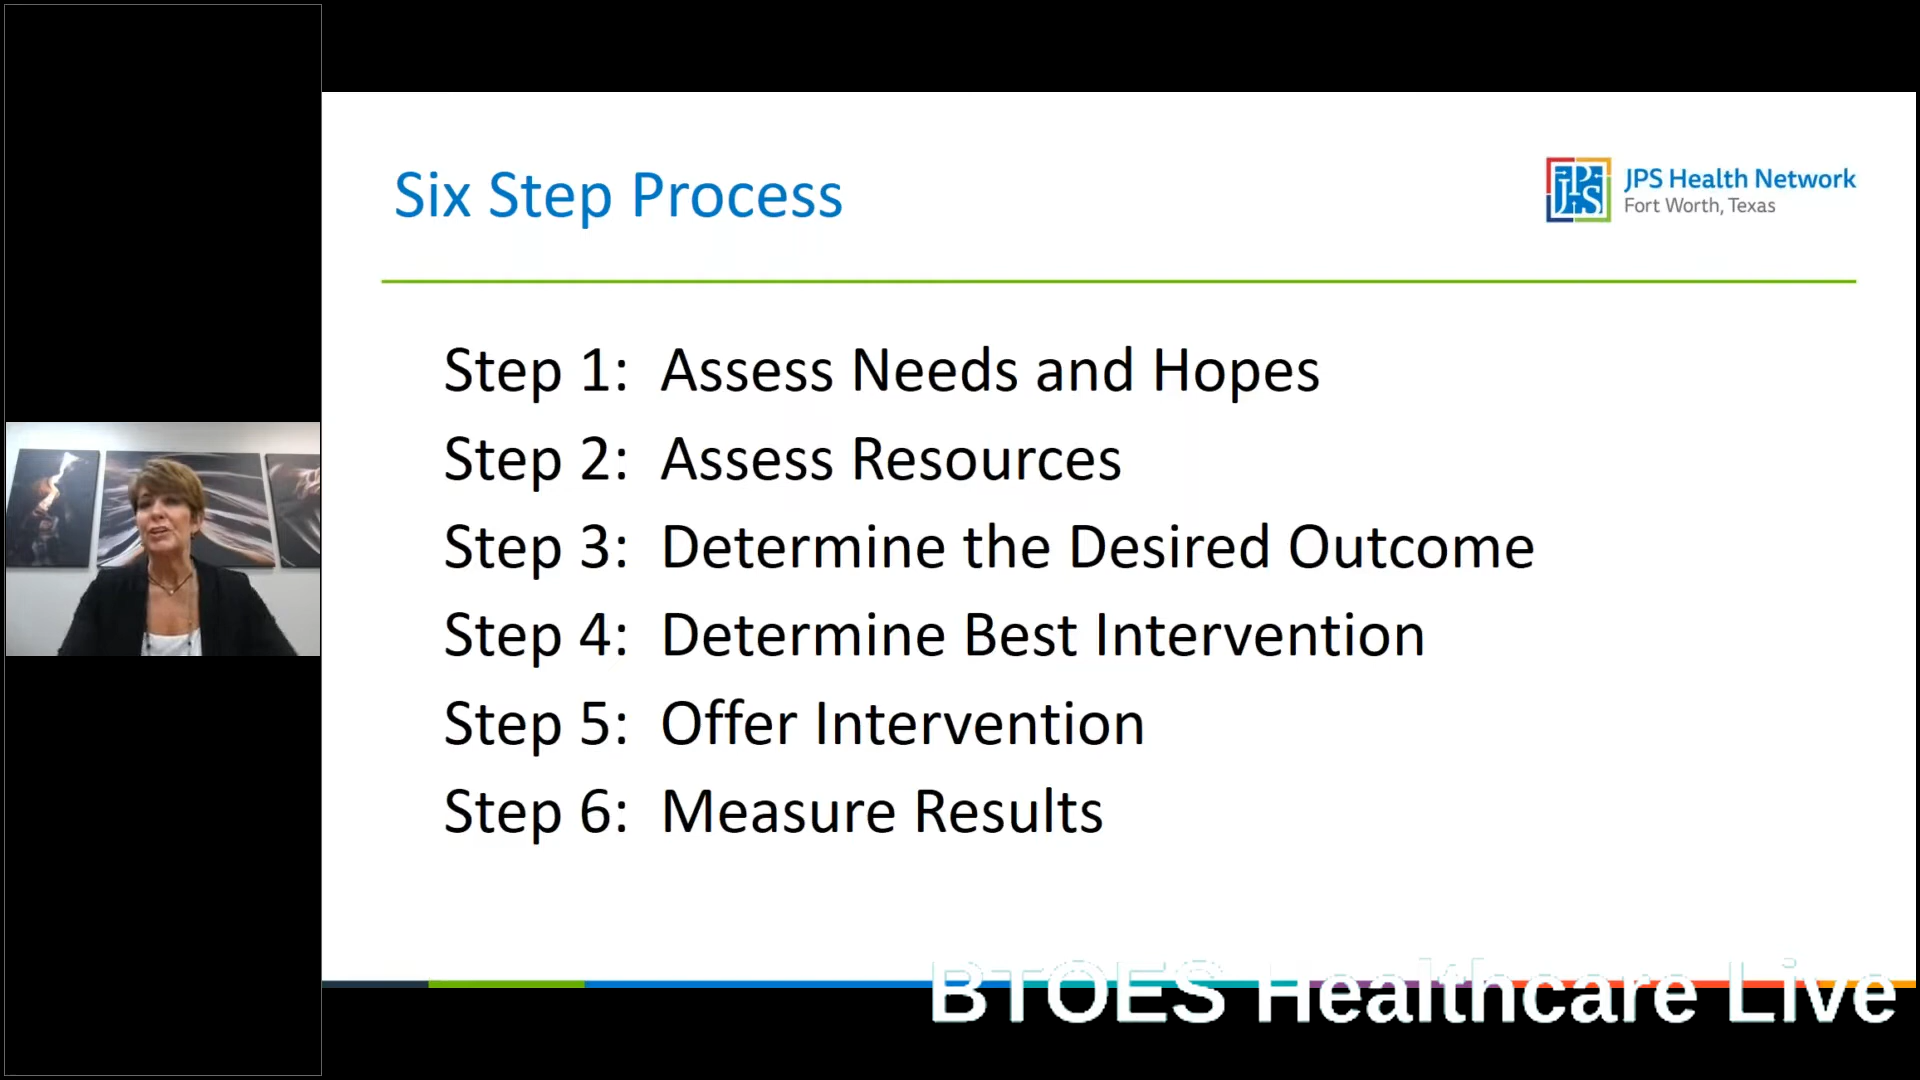 Six Step Process
JPS
JPS Health Network
Fort Worth, Texas
Step 1: Assess Needs and Hopes
Step 2: Assess Resources
Step 3: Determine the Desired Outcome
Step 4: Determine Best Intervention
Step 5: Offer Intervention
Step 6: Measure Results
BTOES Healthcare Live